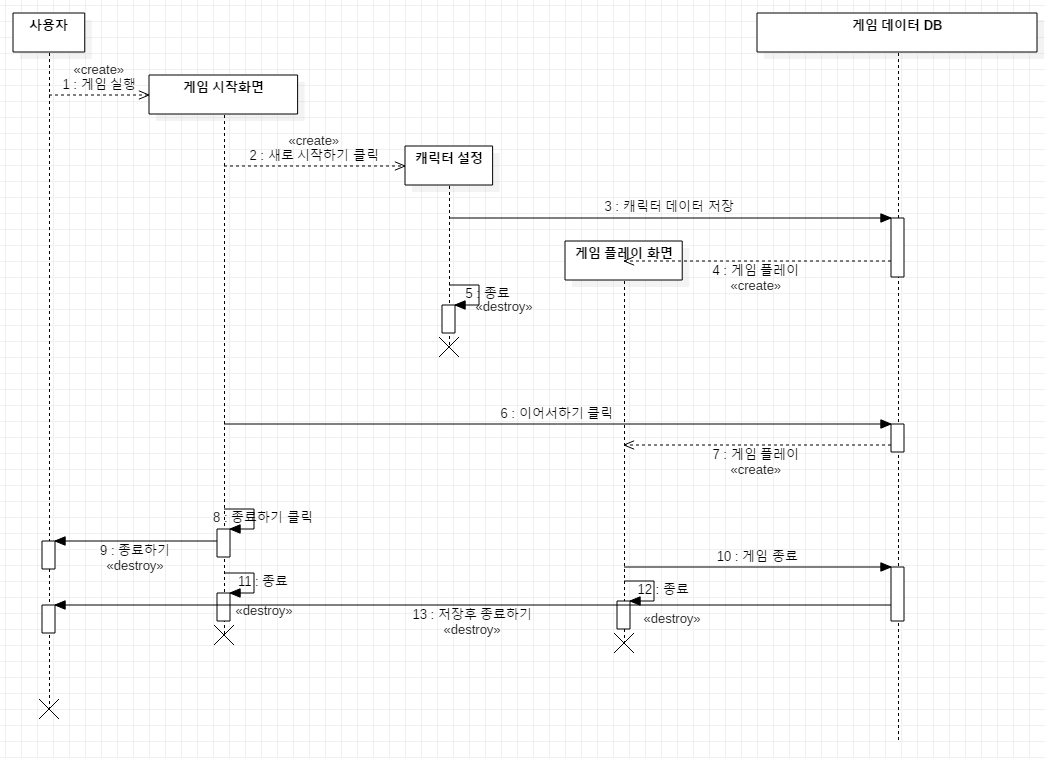 사용자
게임 데이터 DB
«create»
1 : 게임 실행
게임 시작화면
«create»
2 : 새로 시작하기 클릭
캐릭터 설정
3 : 캐릭터 데이터 저장
게임 플레이 화면
4 : 게임 플레이
«create»
5 : 종료
«destroy»
6 : 이어서하기 클릭
7 : 게임 플레이
«create»
8 : 종료하기 클릭
9 : 종료하기
«destroy»
10 : 게임 종료
11 : 종료
«destroy»
12 : 종료
«destroy»
13 : 저장후 종료하기
«destroy»